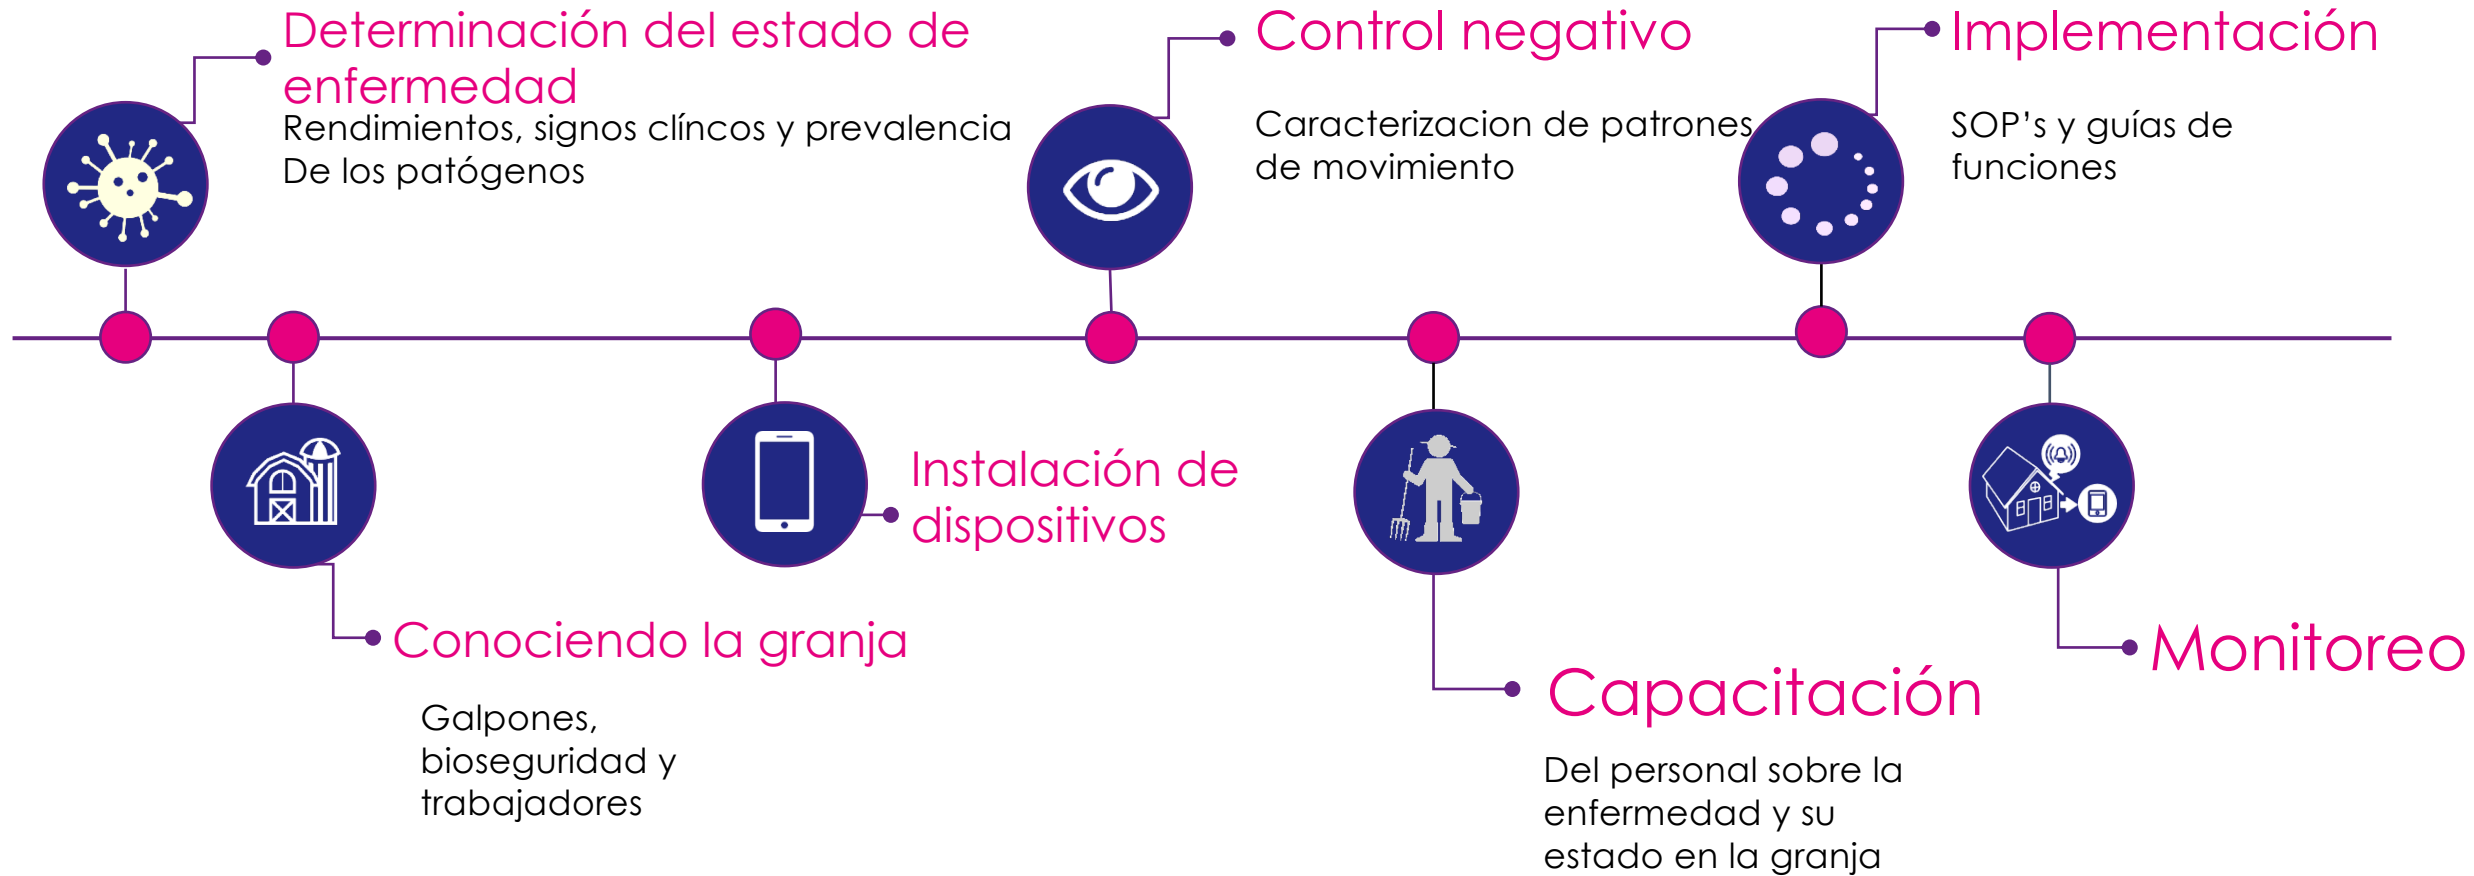 Determinación del estado de
enfermedad
Rendimientos, signos clíncos y prevalencia
De los patógenos
Conociendo la granja
Galpones,
bioseguridad y
trabajadores
Instalación de
dispositivos
Control negativo
Caracterizacion de patrones
de movimiento
Capacitación
Del personal sobre la
enfermedad y su
estado en la granja
Implementación
SOP’s y guías de
funciones
Monitoreo